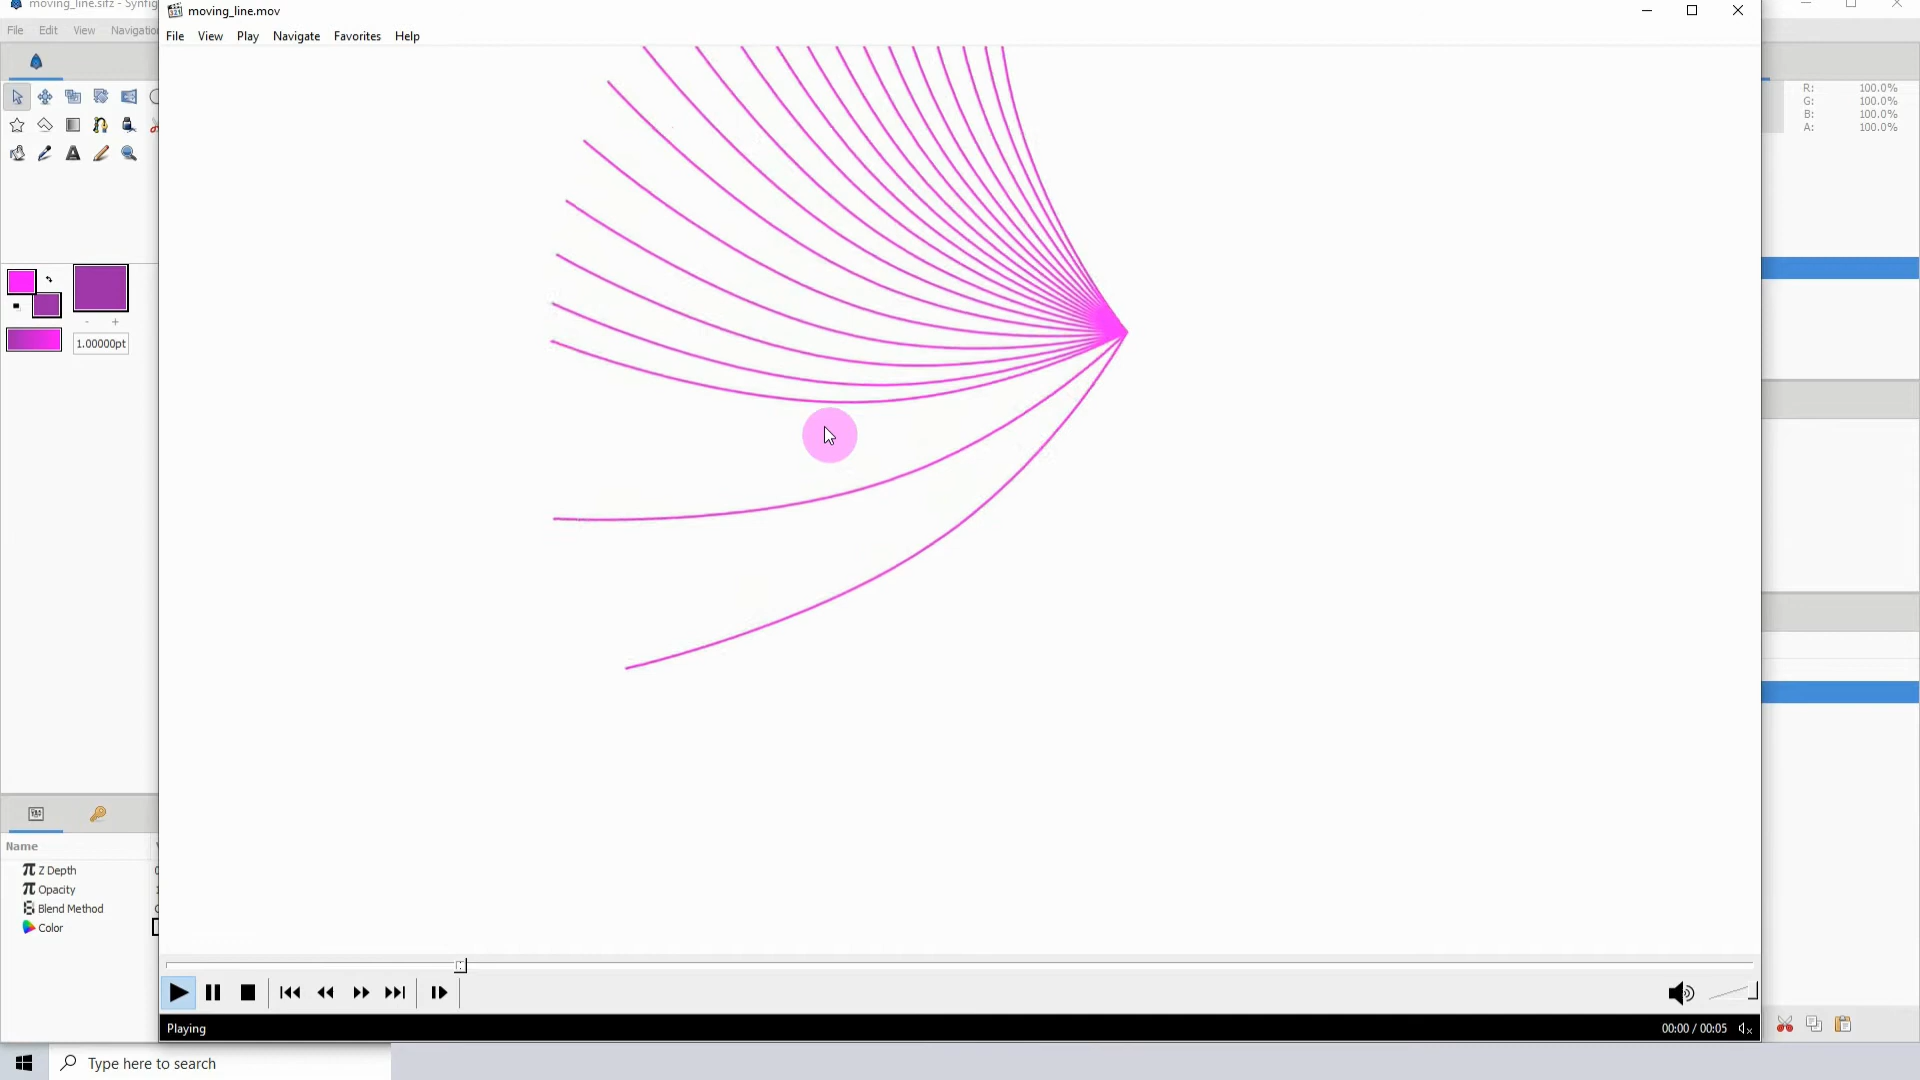 moving_line.sifz - Synfig
File Edit View Navigation
moving_line.mov
File View Play Navigate Favorites Help
R: 100.0%
G: 100.0%
B: 100.0%
A: 100.0%
- +
1.00000pt
Name
Z Depth
Opacity
Blend Method
Color
Playing
00:00 / 00:05
Type here to search